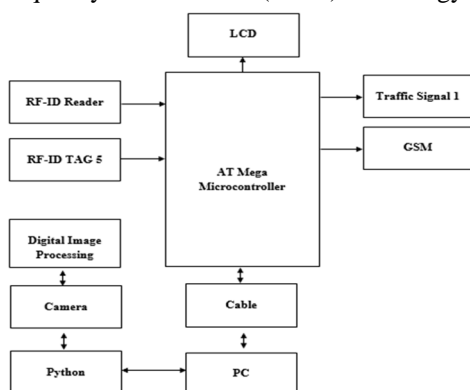 LCD
RF-ID Reader
Traffic Signal 1
GSM
RF-ID TAG 5
AT Mega
Microcontroller
Digital Image
Processing
Camera
Cable
Python
PC